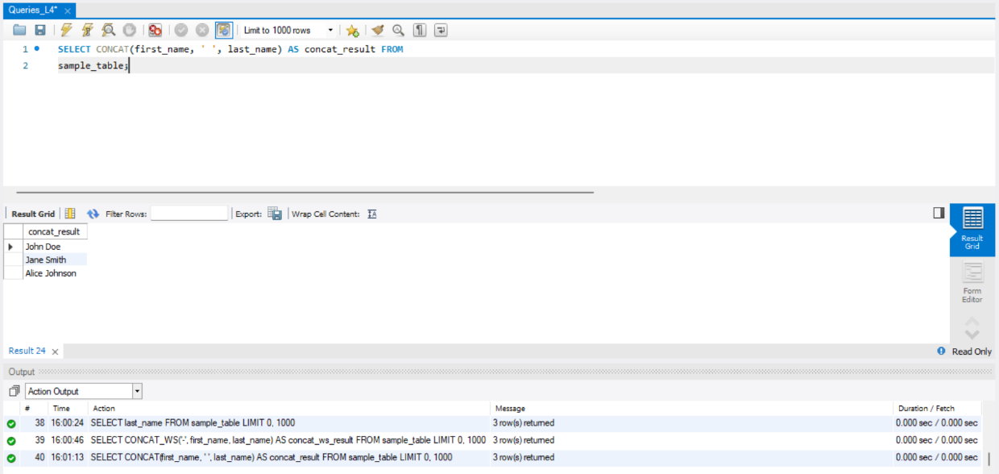 Queries_L4*
Limit to 1000 rows
1 SELECT CONCAT(first_name, ' ', last_name) AS concat_result FROM
2 sample_table;
Result Grid Filter Rows: Export: Wrap Cell Content: IA
concat_result
John Doe
Jane Smith
Alice Johnson
Result
Grid
Form
Editor
Result 24
Read Only
Output
Action Output
# Time Action Message Duration / Fetch
38 16:00:24 SELECT last_name FROM sample_table LIMIT 0, 1000 3 row(s) returned 0.000 sec / 0.000 sec
39 16:00:46 SELECT CONCAT_WS('-', first_name, last_name) AS concat_ws_result FROM sample_table LIMIT 0, 1000 3 row(s) returned 0.000 sec / 0.000 sec
40 16:01:13 SELECT CONCAT(first_name, ' ', last_name) AS concat_result FROM sample_table LIMIT 0, 1000 3 row(s) returned 0.000 sec / 0.000 sec